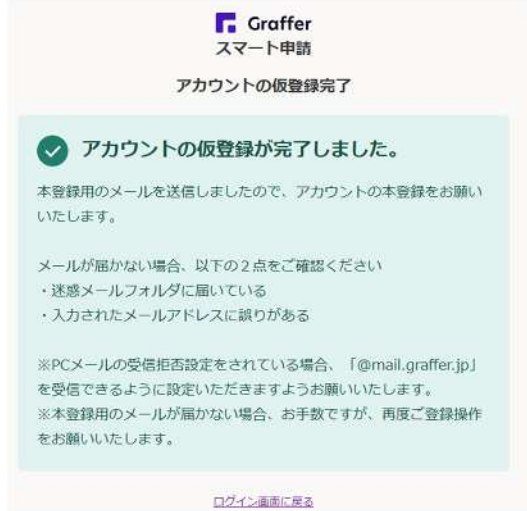 Graffer
スマート申請
アカウントの仮登録完了
アカウントの仮登録が完了しました。
本登録用のメールを送信しましたので、アカウントの本登録をお願い
いたします。
メールが届かない場合、以下の２点をご確認ください
・迷惑メールフォルダに届いている
・入力されたメールアドレスに誤りがある
※PCメールの受信拒否設定をされている場合、「@mail.graffer.jp」
を受信できるように設定いただきますようお願いいたします。
※本登録用のメールが届かない場合、お手数ですが、再度ご登録操作
をお願いいたします。
ログイン画面に戻る